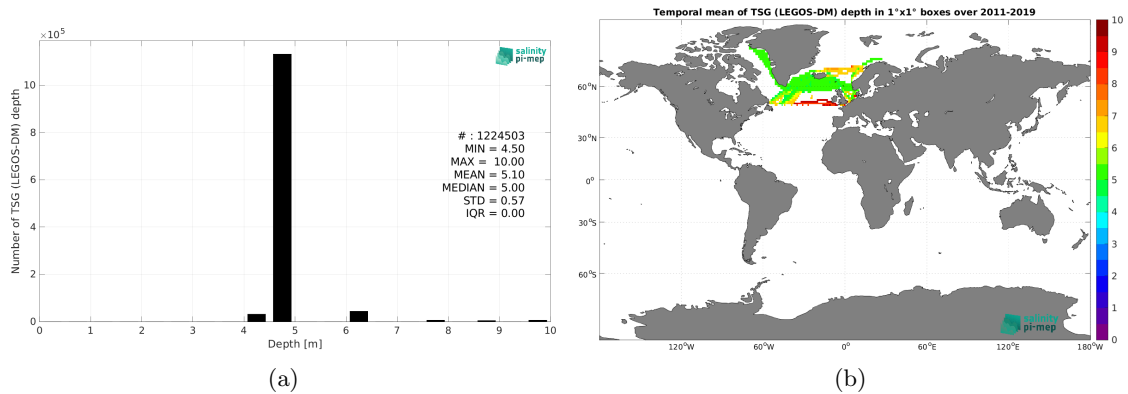 ×10⁵
salinity
pi-mep
10
8
6
4
2
0
Number of TSG (LEGOS-DM) depth
# : 1224503
MIN = 4.50
MAX = 10.00
MEAN = 5.10
MEDIAN = 5.00
STD = 0.57
IQR = 0.00
0 1 2 3 4 5 6 7 8 9 10
Depth [m]
(a)
Temporal mean of TSG (LEGOS-DM) depth in 1°x1° boxes over 2011-2019
60°N
30°N
0°
30°S
60°S
120°W 60°W 0° 60°E 120°E 180°W
salinity
pi-mep
10
9
8
7
6
5
4
3
2
1
0
(b)